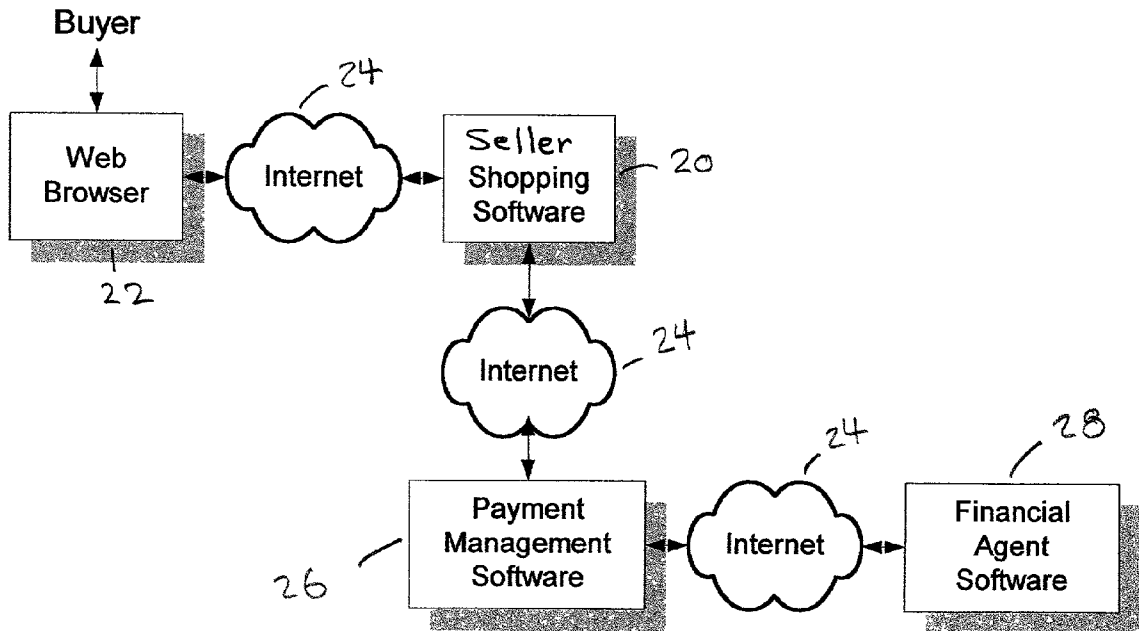 Buyer
24
Web
Browser
Internet
Seller
Shopping
Software
20
22
Internet
24
Payment
Management
Software
26
24
Internet
28
Financial
Agent
Software